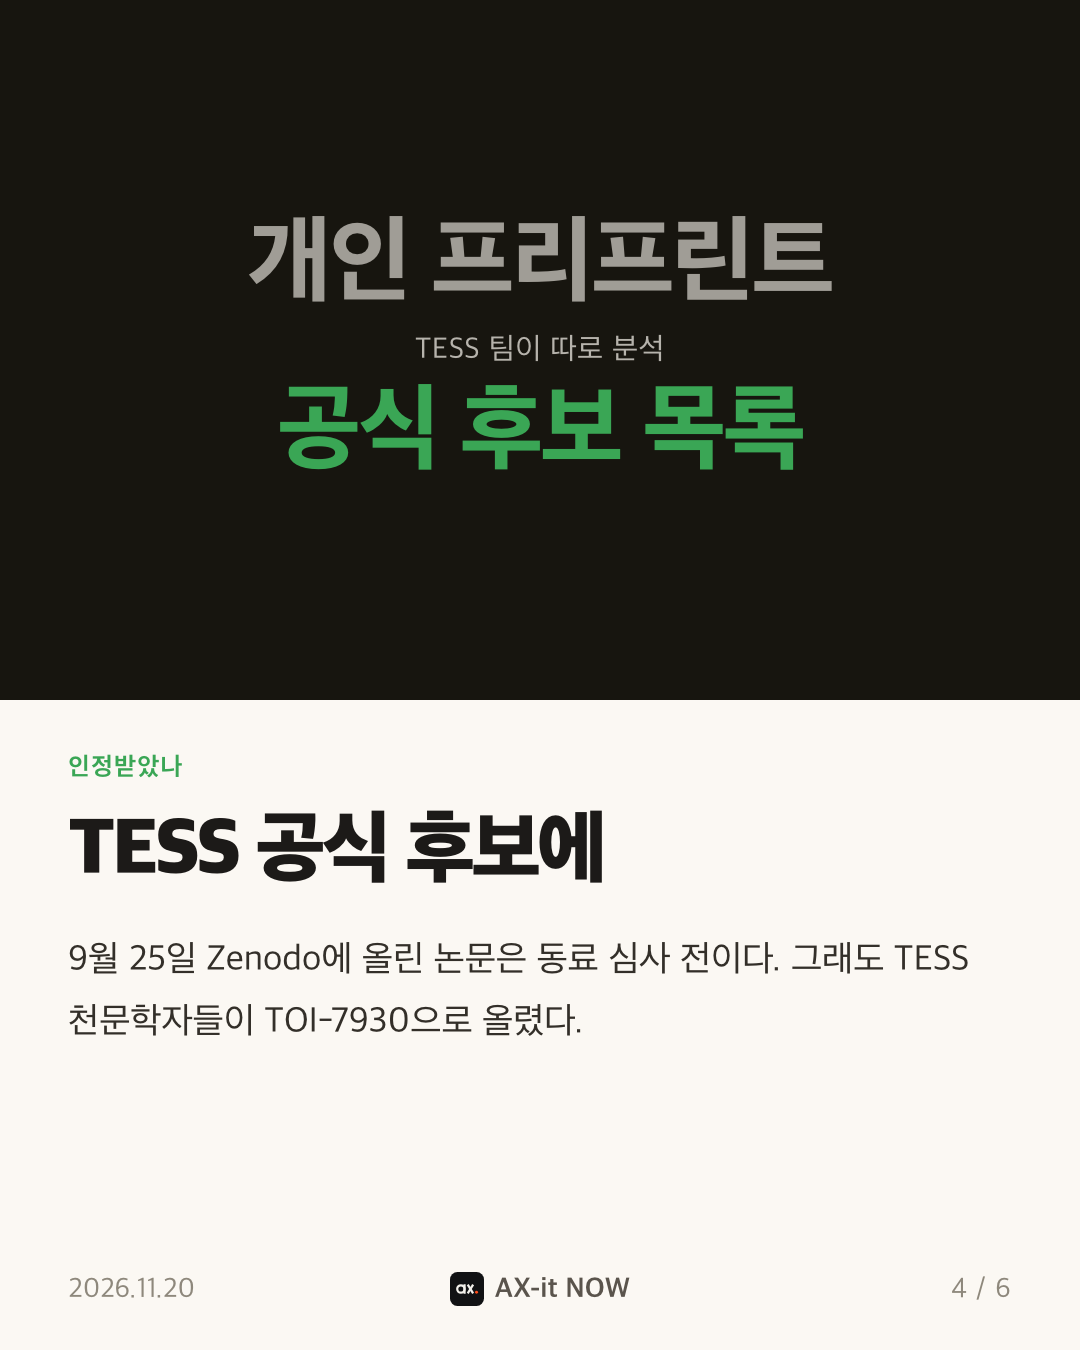 개인 프리프린트
TESS 팀이 따로 분석
공식 후보 목록
인정받았나
TESS 공식 후보에
9월 25일 Zenodo에 올린 논문은 동료 심사 전이다. 그래도 TESS
천문학자들이 TOI-7930으로 올렸다.
2026.11.20
ax. AX-it NOW
4 / 6